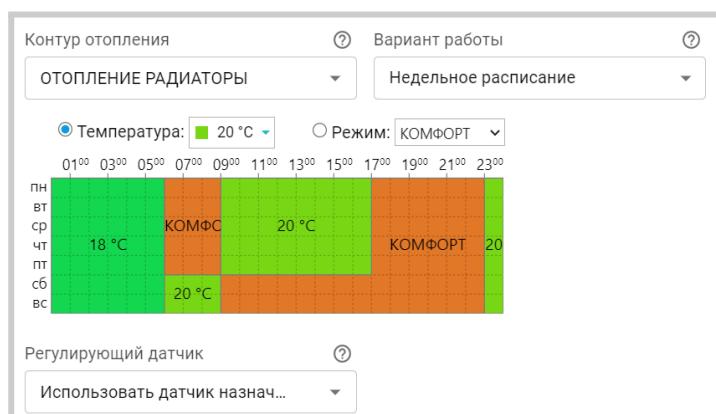 Контур отопления Вариант работы
ОТОПЛЕНИЕ РАДИАТОРЫ Недельное расписание
Температура: 20 °C Режим: КОМФОРТ
01⁰⁰ 03⁰⁰ 05⁰⁰ 07⁰⁰ 09⁰⁰ 11⁰⁰ 13⁰⁰ 15⁰⁰ 17⁰⁰ 19⁰⁰ 21⁰⁰ 23⁰⁰
пн
вт
ср КОМФС 20 °C
чт 18 °C КОМФОРТ 20
пт
сб
вс 20 °C
Регулирующий датчик
Использовать датчик назнач...